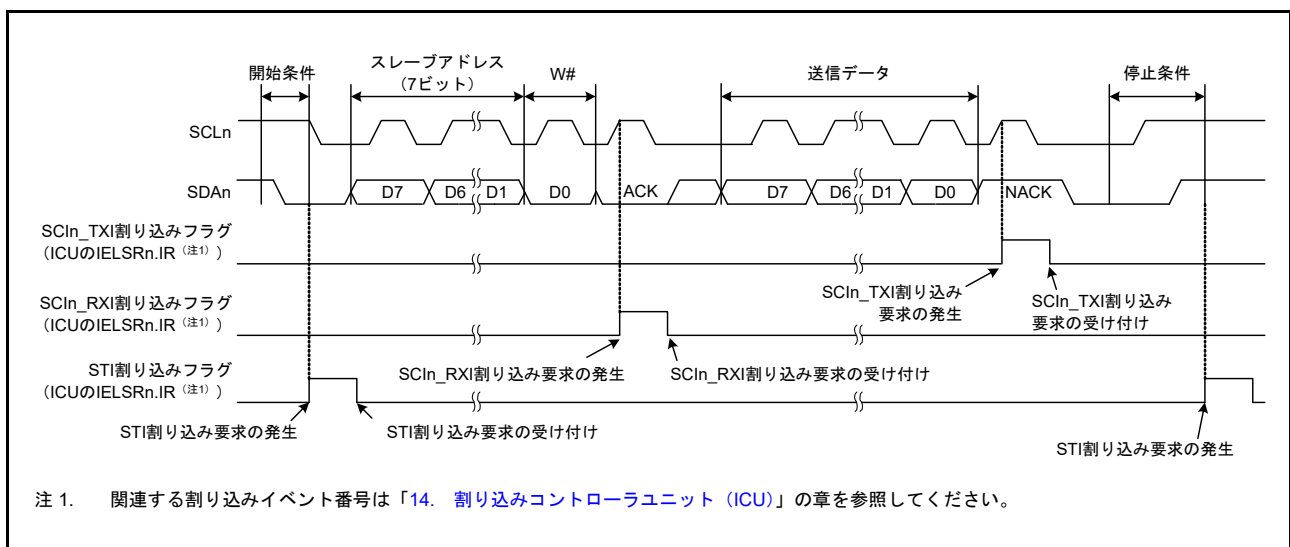 開始条件
スレーブアドレス
（7ビット）
W#
送信データ
停止条件
SCLn
SDAn
D7
D6
D1
D0
ACK
D7
D6
D1
D0
NACK
SCIn_TXI割り込みフラグ
（ICUのIELSRn.IR（注1））
SCIn_TXI割り込み
要求の発生
SCIn_TXI割り込み
要求の受け付け
SCIn_RXI割り込みフラグ
（ICUのIELSRn.IR（注1））
SCIn_RXI割り込み要求の発生
SCIn_RXI割り込み要求の受け付け
STI割り込みフラグ
（ICUのIELSRn.IR（注1））
STI割り込み要求の発生
STI割り込み要求の受け付け
STI割り込み要求の発生
注 1. 関連する割り込みイベント番号は「14. 割り込みコントローラユニット（ICU）」の章を参照してください。